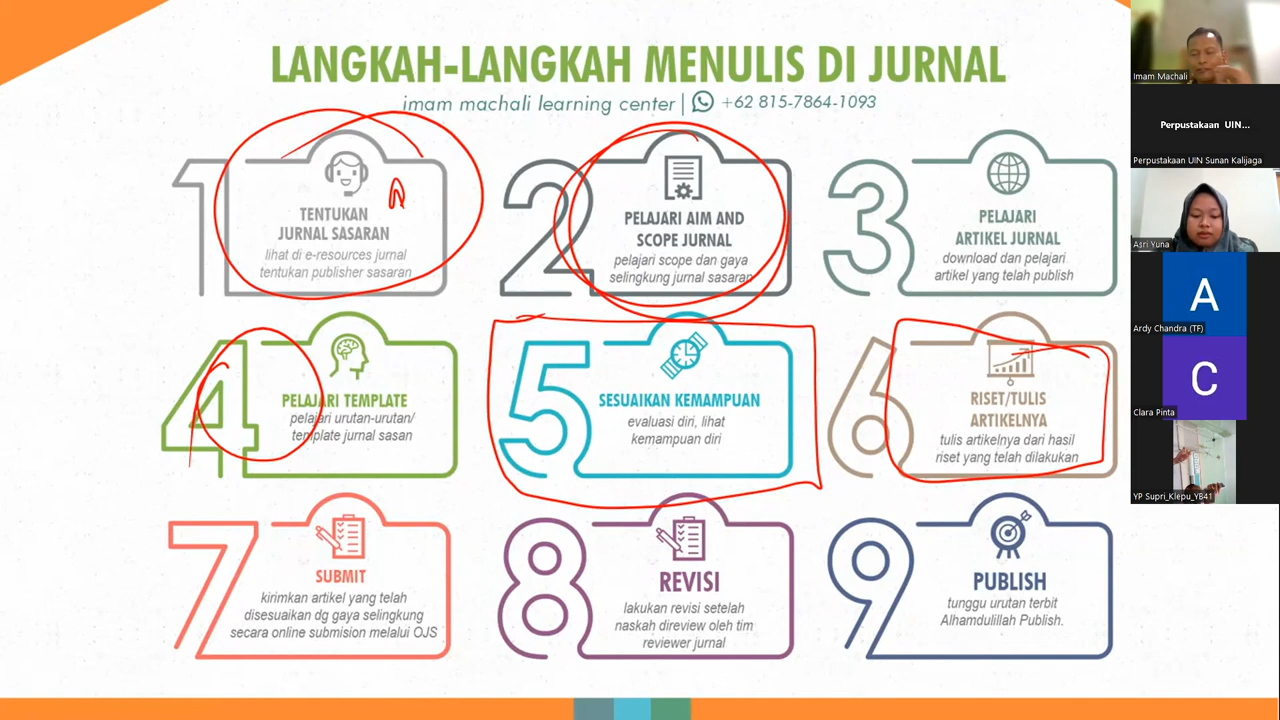 LANGKAH-LANGKAH MENULIS DI JURNAL
imam machali learning center | +62 815-7864-1093
1
TENTUKAN
JURNAL SASARAN
lihat di e-resources jurnal
tentukan publisher sasaran
2
PELAJARI AIM AND
SCOPE JURNAL
pelajari scope dan gaya
selingkung jurnal sasaran
3
PELAJARI
ARTIKEL JURNAL
download dan pelajari
artikel yang telah publish
4
PELAJARI TEMPLATE
pelajari urutan-urutan/
template jurnal sasan
5
SESUAIKAN KEMAMPUAN
evaluasi diri, lihat
kemampuan diri
6
RISET/TULIS
ARTIKELNYA
tulis artikelnya dari hasil
riset yang telah dilakukan
7
SUBMIT
kirimkan artikel yang telah
disesuaikan dg gaya selingkung
secara online submision melalui OJS
8
REVISI
lakukan revisi setelah
naskah direview oleh tim
reviewer jurnal
9
PUBLISH
tunggu urutan terbit
Alhamdulillah Publish.
Imam Machali
Perpustakaan UIN...
Perpustakaan UIN Sunan Kalijaga
Asri Yuna
A
Ardy Chandra (TF)
C
Clara Pinta
YP Supri_Klepu_YB41